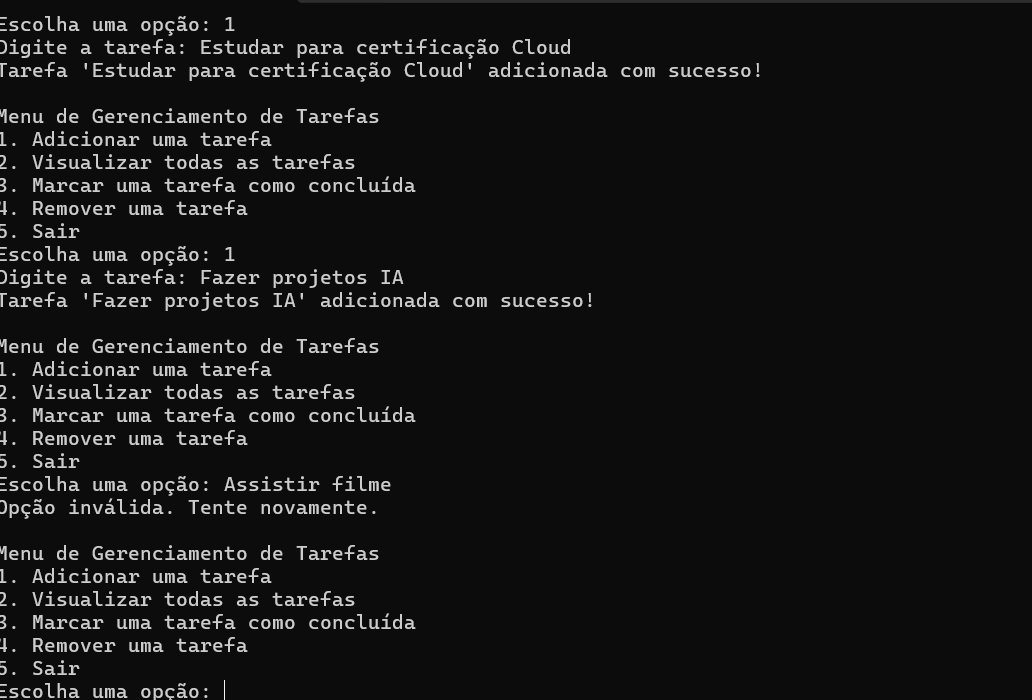 Escolha uma opção: 1
Digite a tarefa: Estudar para certificação Cloud
Tarefa 'Estudar para certificação Cloud' adicionada com sucesso!
Menu de Gerenciamento de Tarefas
1. Adicionar uma tarefa
2. Visualizar todas as tarefas
3. Marcar uma tarefa como concluída
4. Remover uma tarefa
5. Sair
Escolha uma opção: 1
Digite a tarefa: Fazer projetos IA
Tarefa 'Fazer projetos IA' adicionada com sucesso!
Menu de Gerenciamento de Tarefas
1. Adicionar uma tarefa
2. Visualizar todas as tarefas
3. Marcar uma tarefa como concluída
4. Remover uma tarefa
5. Sair
Escolha uma opção: Assistir filme
Opção inválida. Tente novamente.
Menu de Gerenciamento de Tarefas
1. Adicionar uma tarefa
2. Visualizar todas as tarefas
3. Marcar uma tarefa como concluída
4. Remover uma tarefa
5. Sair
Escolha uma opção: